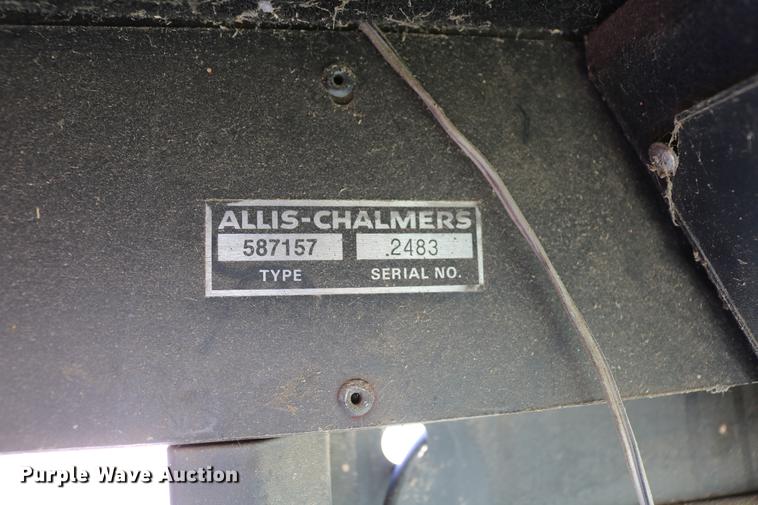 ALLIS-CHALMERS
587157 2483
TYPE SERIAL NO.
Purple Wave Auction